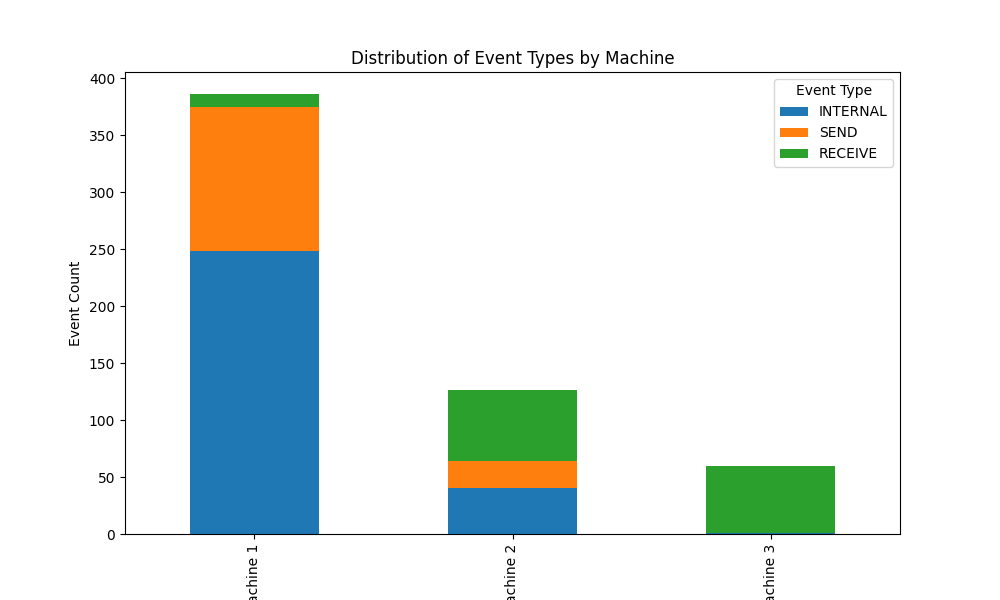 Distribution of Event Types by Machine
Event Type
INTERNAL
SEND
RECEIVE
Event Count
400
350
300
250
200
150
100
50
0
achine 1
achine 2
achine 3